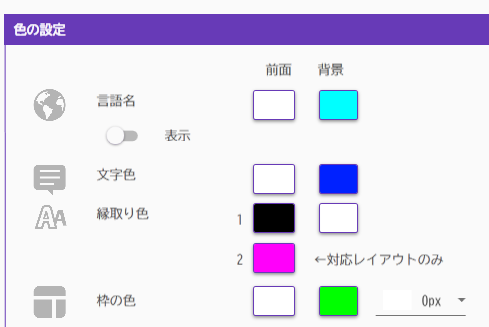 色の設定
前面 背景
言語名
表示
文字色
縁取り色 1
2 ←対応レイアウトのみ
枠の色 0px